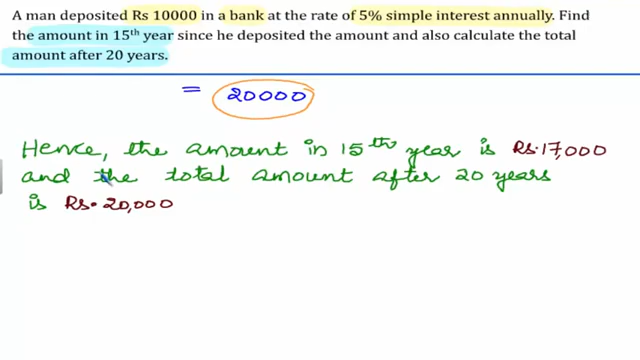 A man deposited Rs 10000 in a bank at the rate of 5% simple interest annually. Find
the amount in 15th year since he deposited the amount and also calculate the total
amount after 20 years.
= 20000
Hence, the amount in 15th year is Rs. 17,000
and the total amount after 20 years
is Rs. 20,000